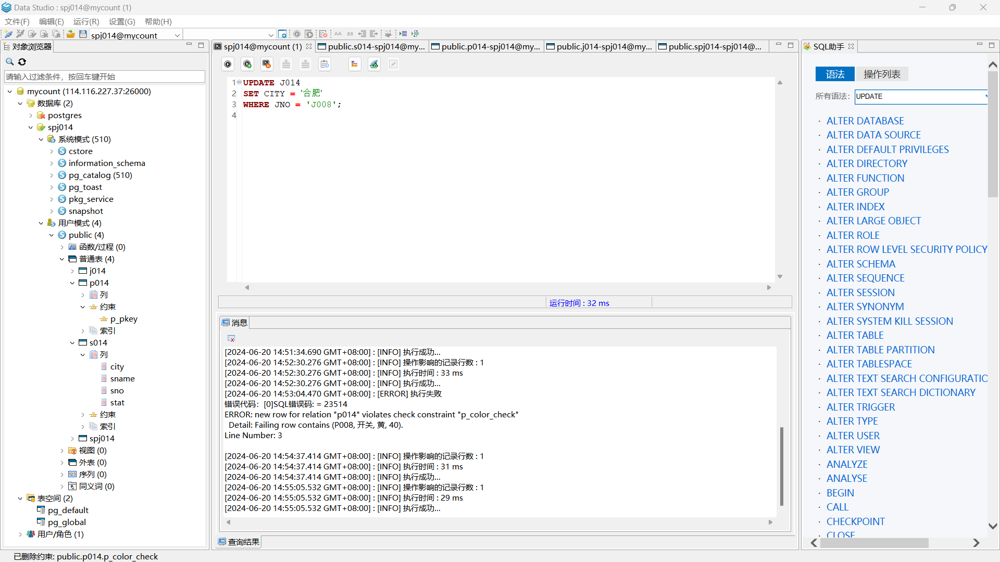 Data Studio : spj014@mycount (1)
文件(F) 编辑(E) 运行(R) 设置(G) 帮助(H)
spj014@mycount
对象浏览器
请输入过滤条件，按回车键开始
mycount (114.116.227.37:26000)
数据库 (2)
postgres
spj014
系统模式 (510)
cstore
information_schema
pg_catalog (510)
pg_toast
pkg_service
snapshot
用户模式 (4)
public (4)
函数/过程 (0)
普通表 (4)
j014
p014
列
约束
p_pkey
索引
s014
列
city
sname
sno
stat
约束
索引
spj014
视图 (0)
外表 (0)
序列 (0)
同义词 (0)
表空间 (2)
pg_default
pg_global
用户/角色 (1)
spj014@mycount (1) public.s014-spj014@my... public.p014-spj014@my... public.j014-spj014@my... public.spj014-spj014@...
1 UPDATE J014
2 SET CITY = '合肥'
3 WHERE JNO = 'J008';
4
运行时间 : 32 ms
消息
[2024-06-20 14:51:34.690 GMT+08:00] : [INFO] 执行成功...
[2024-06-20 14:52:30.276 GMT+08:00] : [INFO] 操作影响的记录行数 : 1
[2024-06-20 14:52:30.276 GMT+08:00] : [INFO] 执行时间 : 33 ms
[2024-06-20 14:52:30.276 GMT+08:00] : [INFO] 执行成功...
[2024-06-20 14:53:04.470 GMT+08:00] : [ERROR] 执行失败
错误代码：[0]SQL错误码: = 23514
ERROR: new row for relation "p014" violates check constraint "p_color_check"
Detail: Failing row contains (P008, 开关, 黄, 40).
Line Number: 3
[2024-06-20 14:54:37.414 GMT+08:00] : [INFO] 操作影响的记录行数 : 1
[2024-06-20 14:54:37.414 GMT+08:00] : [INFO] 执行时间 : 31 ms
[2024-06-20 14:54:37.414 GMT+08:00] : [INFO] 执行成功...
[2024-06-20 14:55:05.532 GMT+08:00] : [INFO] 操作影响的记录行数 : 1
[2024-06-20 14:55:05.532 GMT+08:00] : [INFO] 执行时间 : 29 ms
[2024-06-20 14:55:05.532 GMT+08:00] : [INFO] 执行成功...
查询结果
SQL助手
语法 操作列表
所有语法: UPDATE
· ALTER DATABASE
· ALTER DATA SOURCE
· ALTER DEFAULT PRIVILEGES
· ALTER DIRECTORY
· ALTER FUNCTION
· ALTER GROUP
· ALTER INDEX
· ALTER LARGE OBJECT
· ALTER ROLE
· ALTER ROW LEVEL SECURITY POLICY
· ALTER SCHEMA
· ALTER SEQUENCE
· ALTER SESSION
· ALTER SYNONYM
· ALTER SYSTEM KILL SESSION
· ALTER TABLE
· ALTER TABLE PARTITION
· ALTER TABLESPACE
· ALTER TEXT SEARCH CONFIGURATIO
· ALTER TEXT SEARCH DICTIONARY
· ALTER TRIGGER
· ALTER TYPE
· ALTER USER
· ALTER VIEW
· ANALYZE
· ANALYSE
· BEGIN
· CALL
· CHECKPOINT
· CLOSE
已删除约束: public.p014.p_color_check